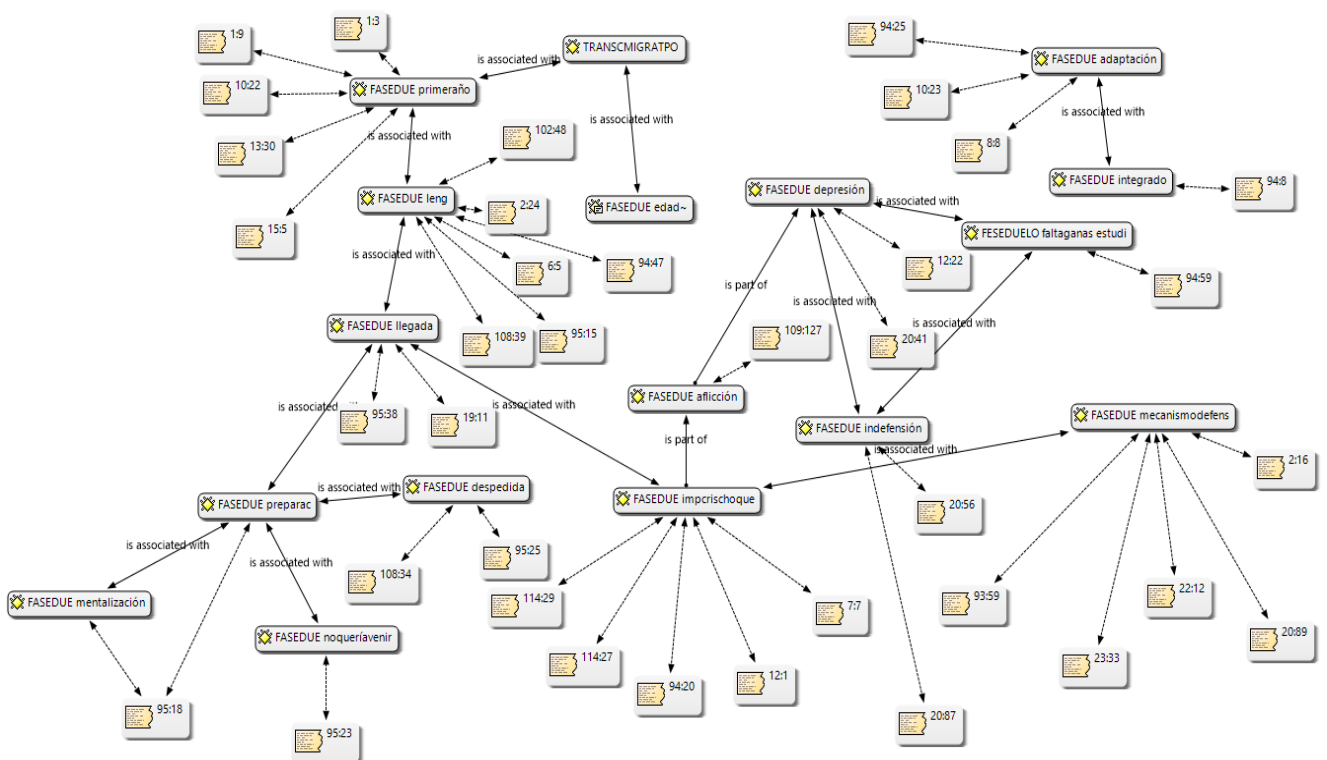 1:3
1:9
94:25
TRANSCMIGRATPO
is associated with
FASEDUE adaptación
10:22
FASEDUE primeraño
10:23
is associated with
is associated with
102:48
is associated with
13:30
8:8
FASEDUE integrado
94:8
FASEDUE depresión
FASEDUE leng
2:24
FASEDUE edad~
is associated with
15:5
FESEDUELO faltaganas estudi
is associated with
6:5
94:47
12:22
94:59
is part of
is associated with
FASEDUE llegada
is associated with
108:39
95:15
109:127
20:41
FASEDUE aflicción
is associated with
95:38
19:11
is associated with
FASEDUE mecanismodefens
FASEDUE indefensión
is part of
is associated with
2:16
FASEDUE despedida
is associated with
FASEDUE preparac
FASEDUE impcrischoque
20:56
is associated with
95:25
is associated with
108:34
114:29
93:59
22:12
FASEDUE mentalización
7:7
FASEDUE noqueríavenir
20:89
114:27
23:33
94:20
12:1
95:18
20:87
95:23